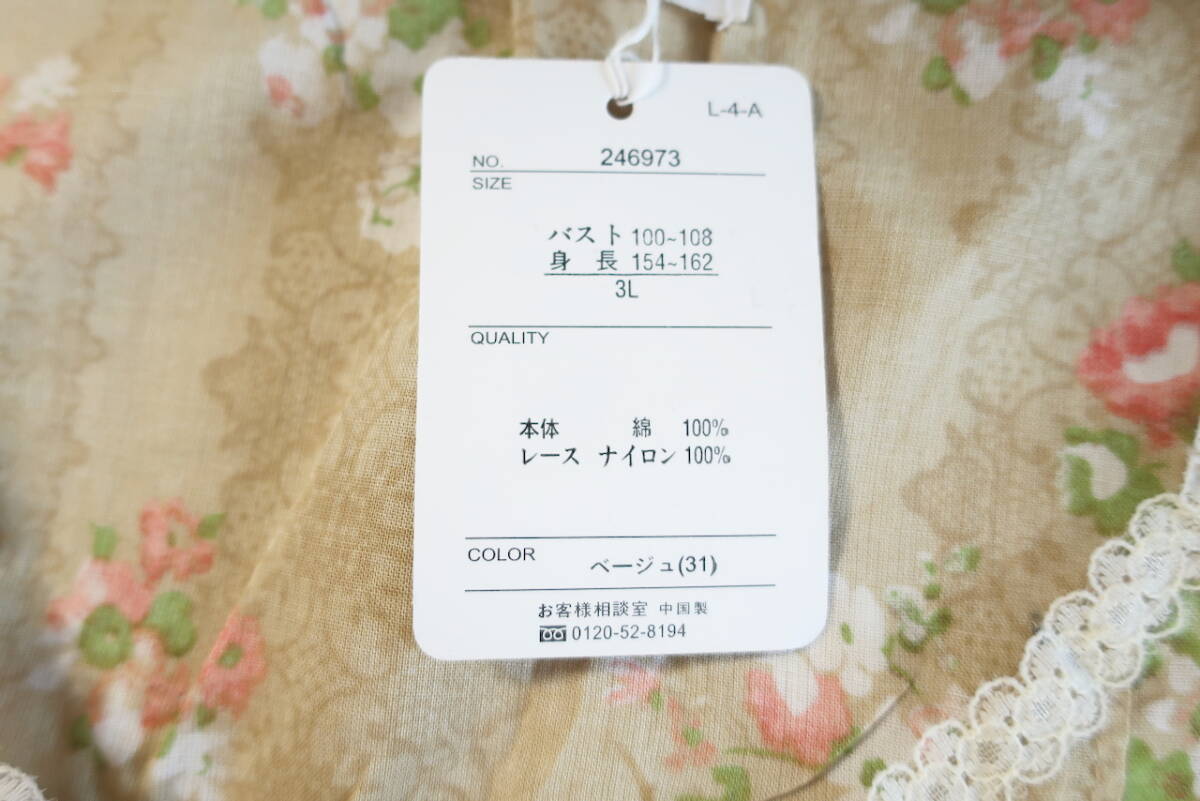 L-4-A
NO. 246973
SIZE
バスト 100~108
身 長 154~162
3L
QUALITY
本体 綿 100%
レース ナイロン 100%
COLOR ベージュ(31)
お客様相談室 中国製
0120-52-8194